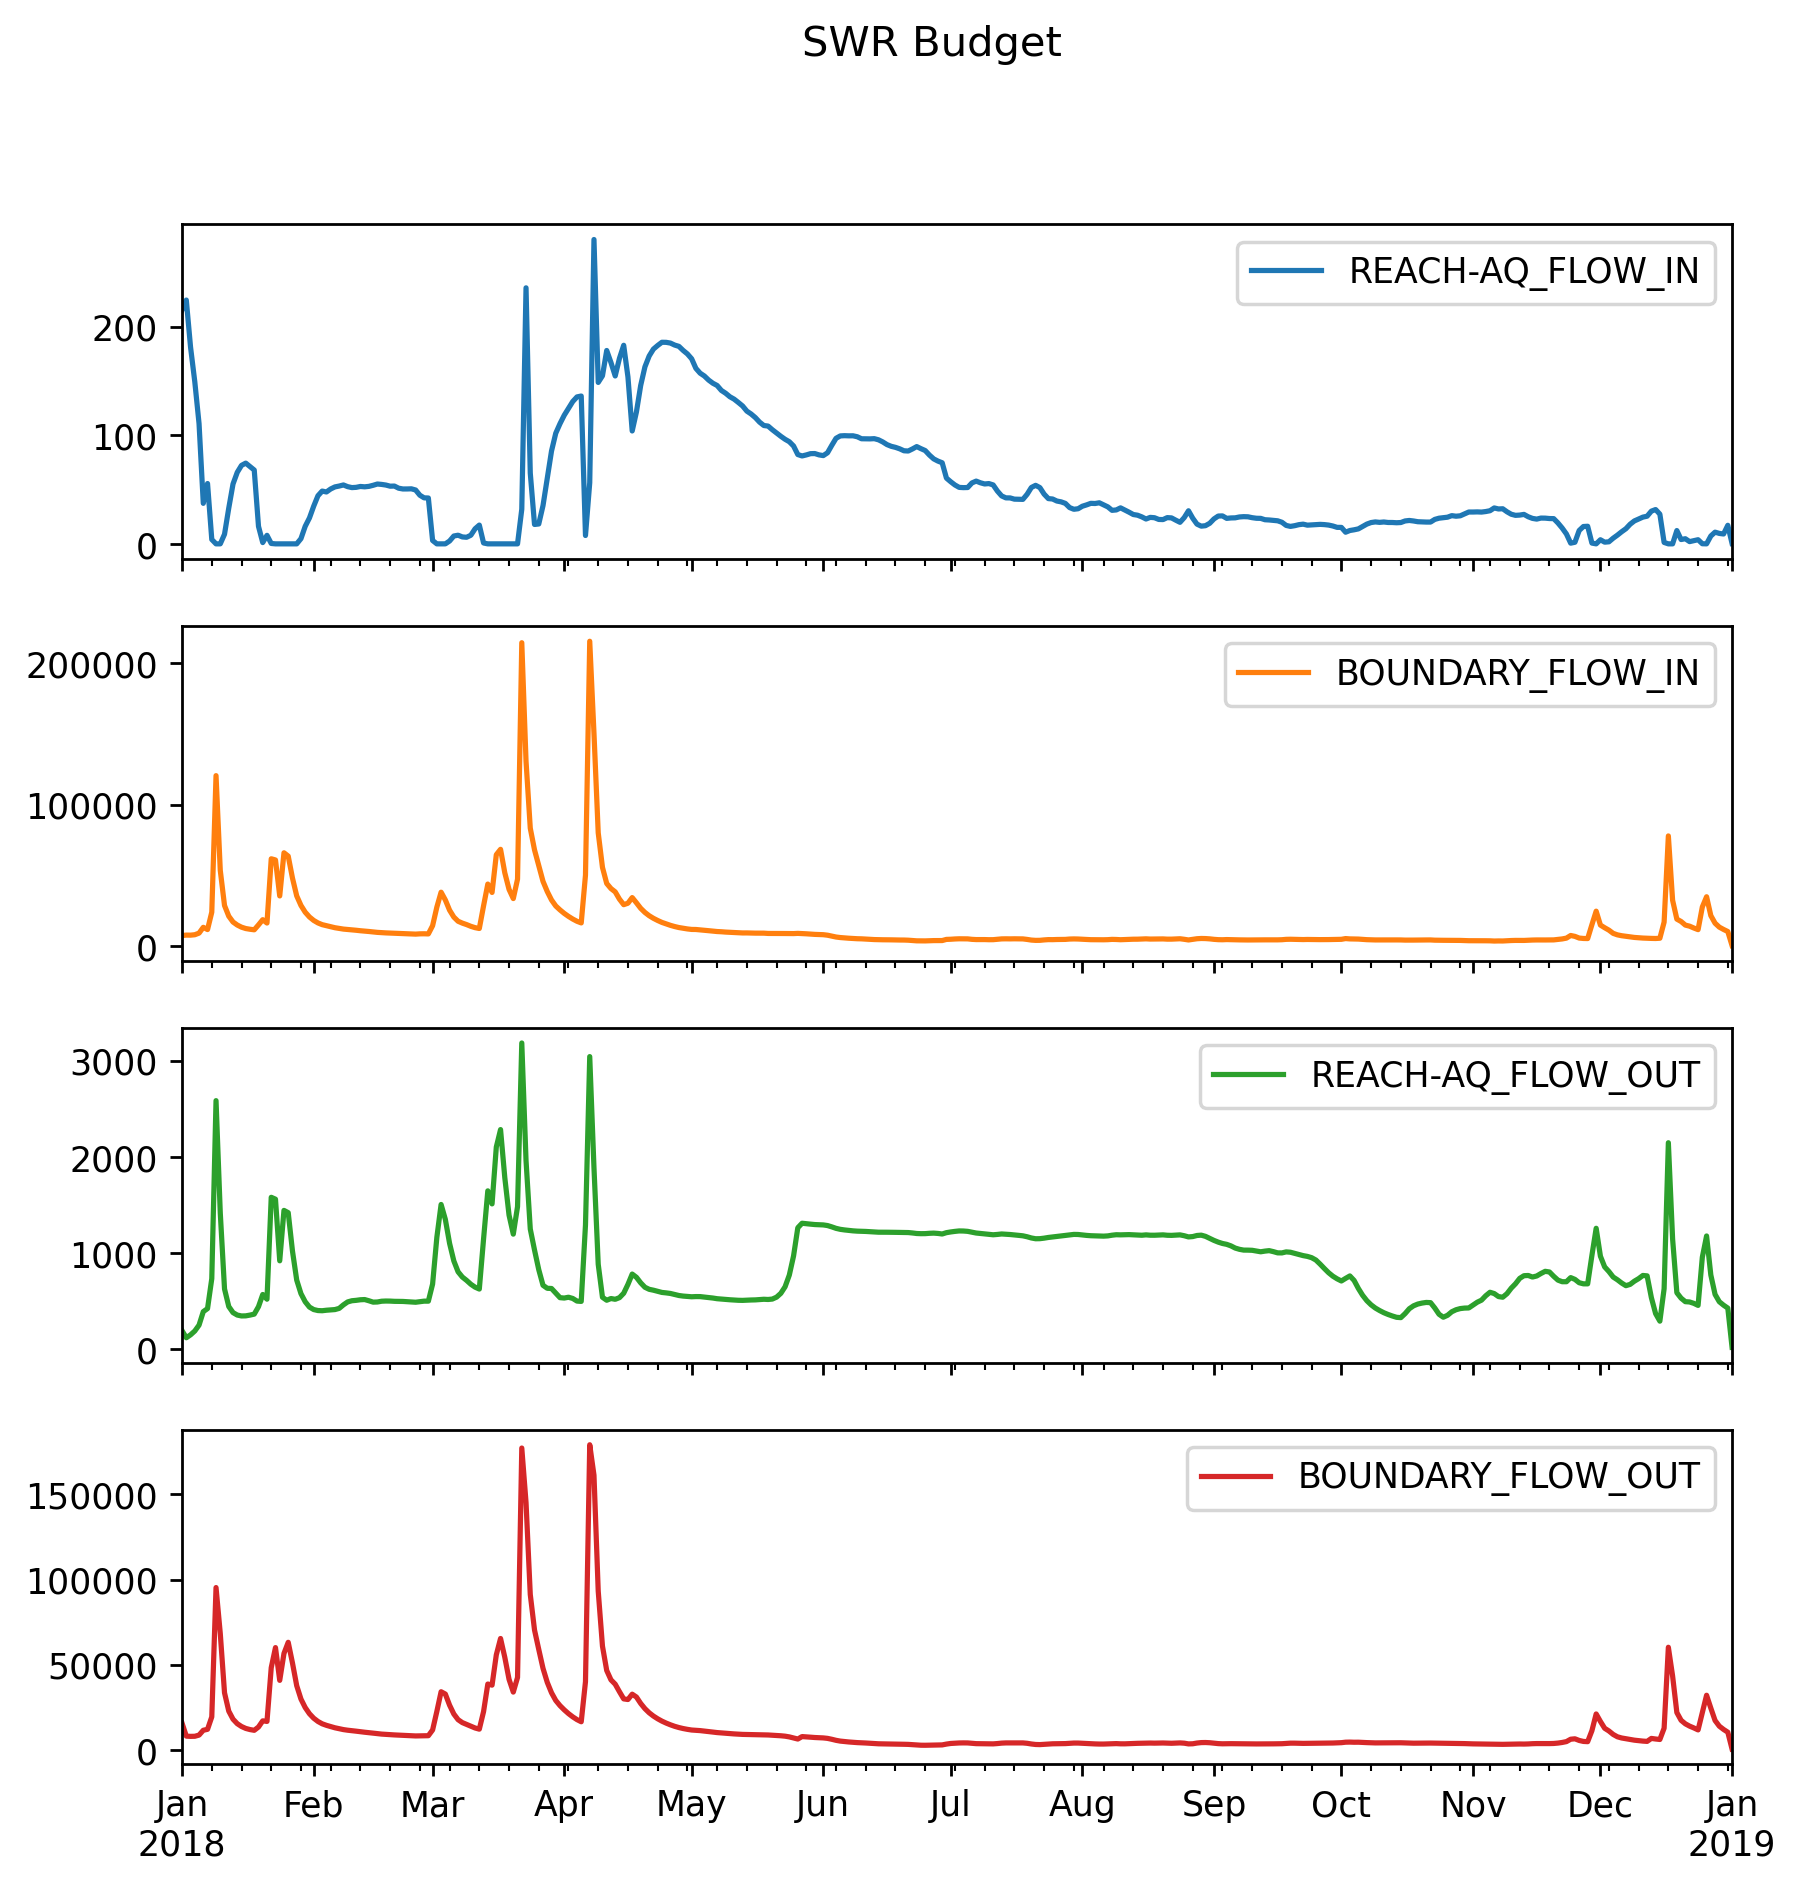 SWR Budget
REACH-AQ_FLOW_IN
200
100
0
BOUNDARY_FLOW_IN
200000
100000
0
REACH-AQ_FLOW_OUT
3000
2000
1000
0
BOUNDARY_FLOW_OUT
150000
100000
50000
0
Jan Feb Mar Apr May Jun Jul Aug Sep Oct Nov Dec Jan
2018 2019